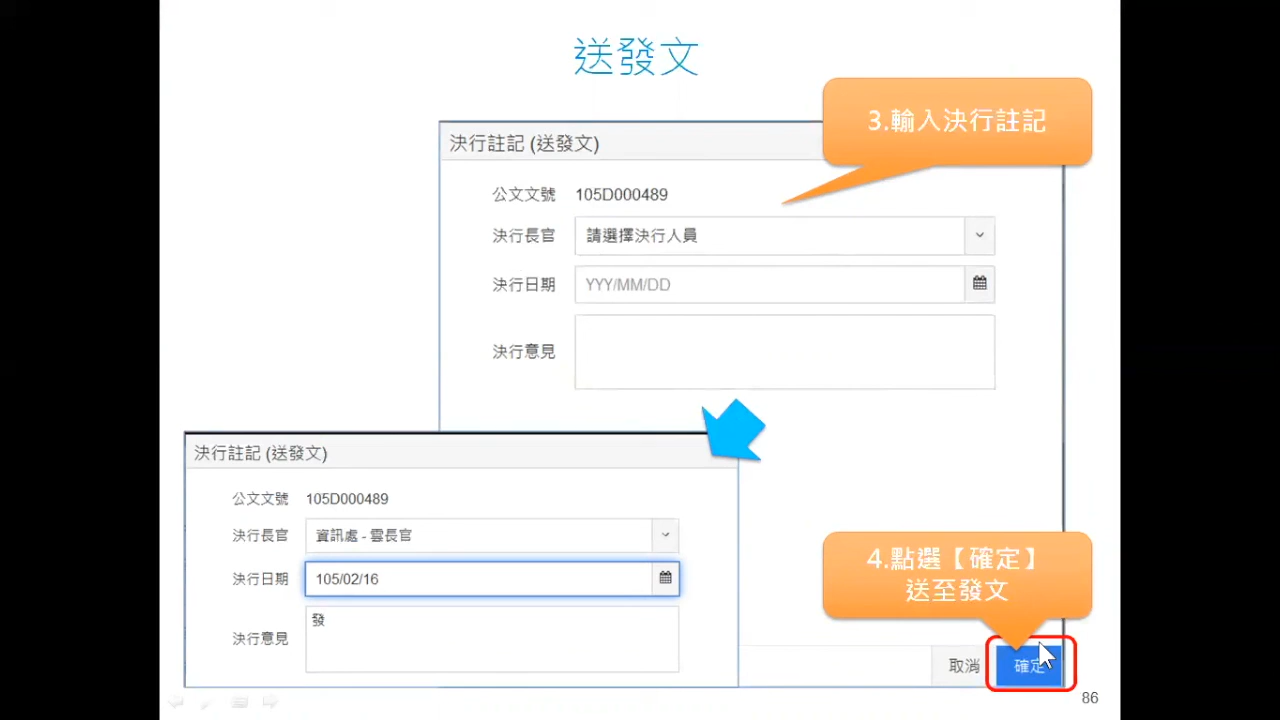 送發文
3.輸入決行註記
決行註記 (送發文)
公文文號 105D000489
決行長官 請選擇決行人員
決行日期 YYY/MM/DD
決行意見
決行註記 (送發文)
公文文號 105D000489
決行長官 資訊處 - 雲長官
決行日期 105/02/16
決行意見 發
4.點選【確定】
送至發文
取消 確定
86